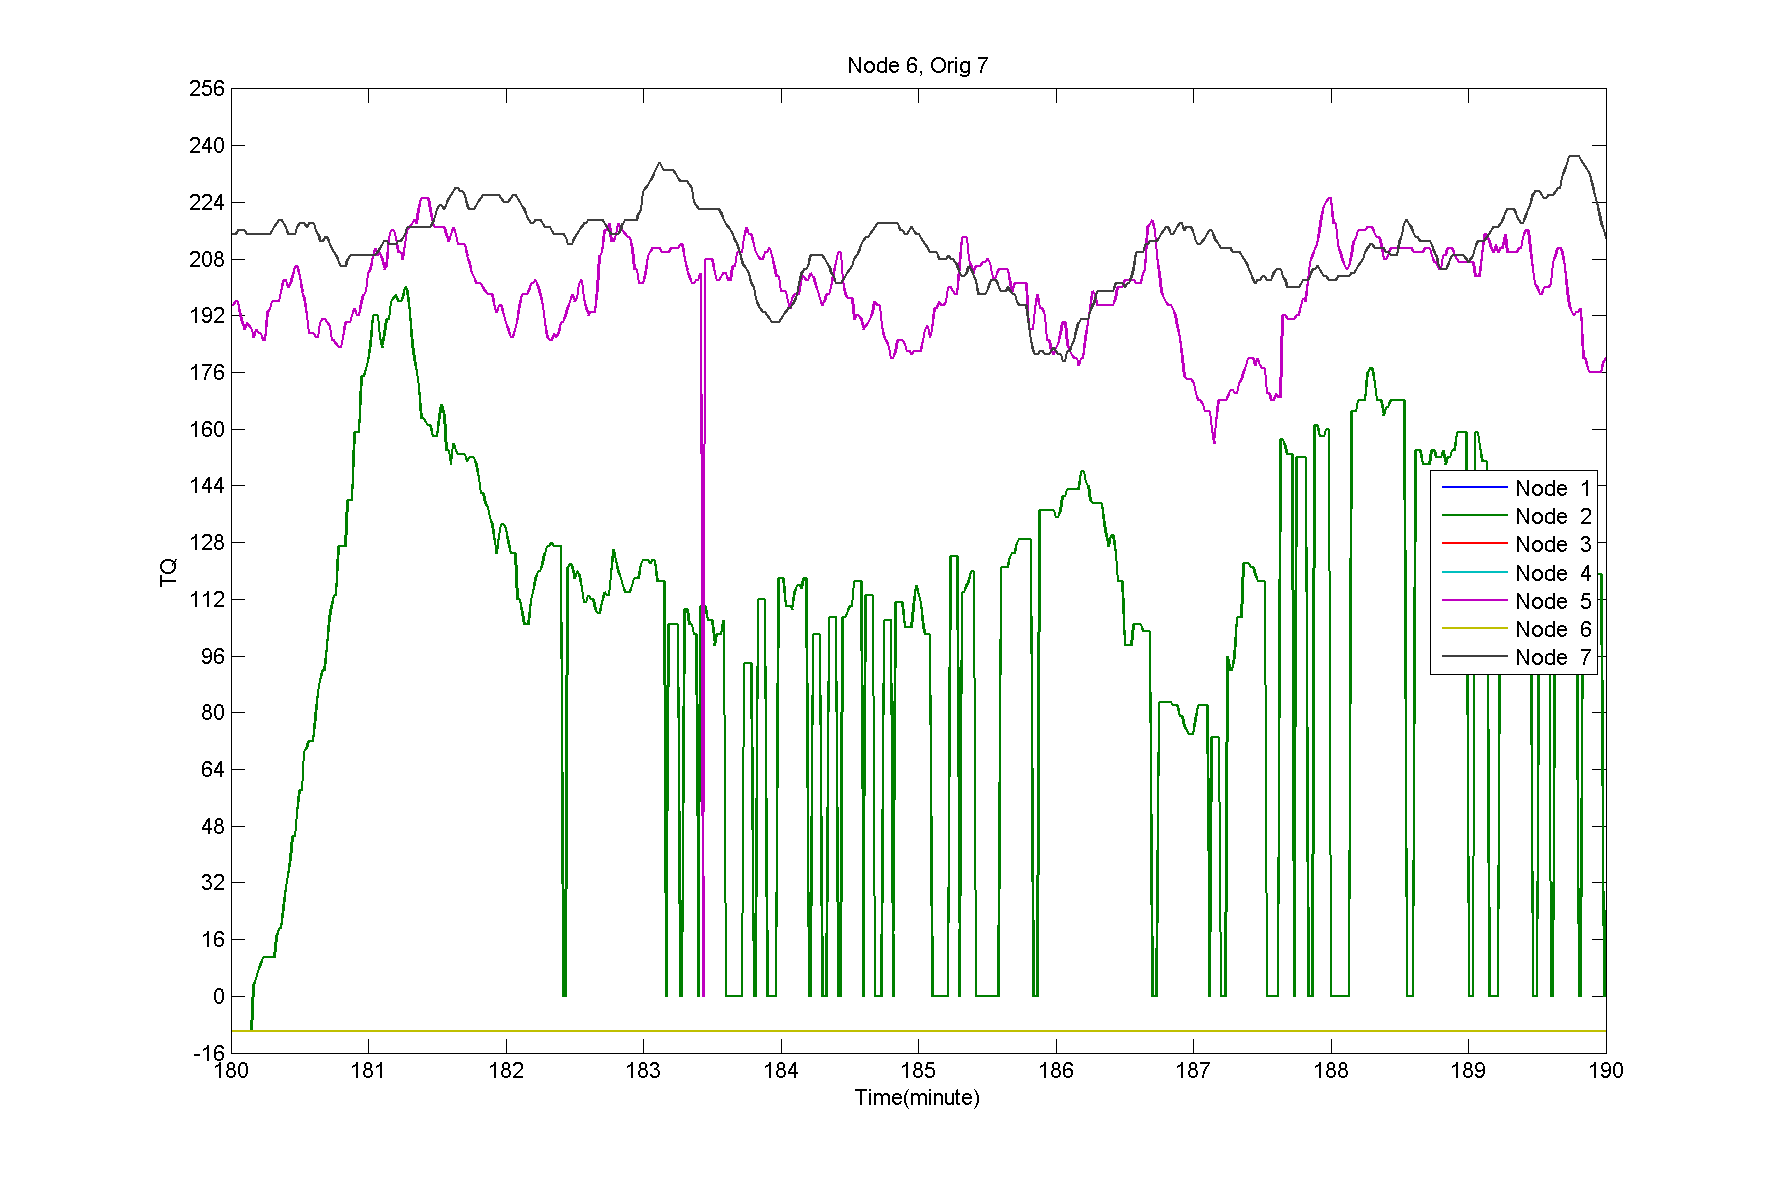 Node 6, Orig 7
256
240
224
208
192
176
160
144
128
112
96
80
64
48
32
16
0
-16
TQ
Node 1
Node 2
Node 3
Node 4
Node 5
Node 6
Node 7
180 181 182 183 184 185 186 187 188 189 190
Time(minute)